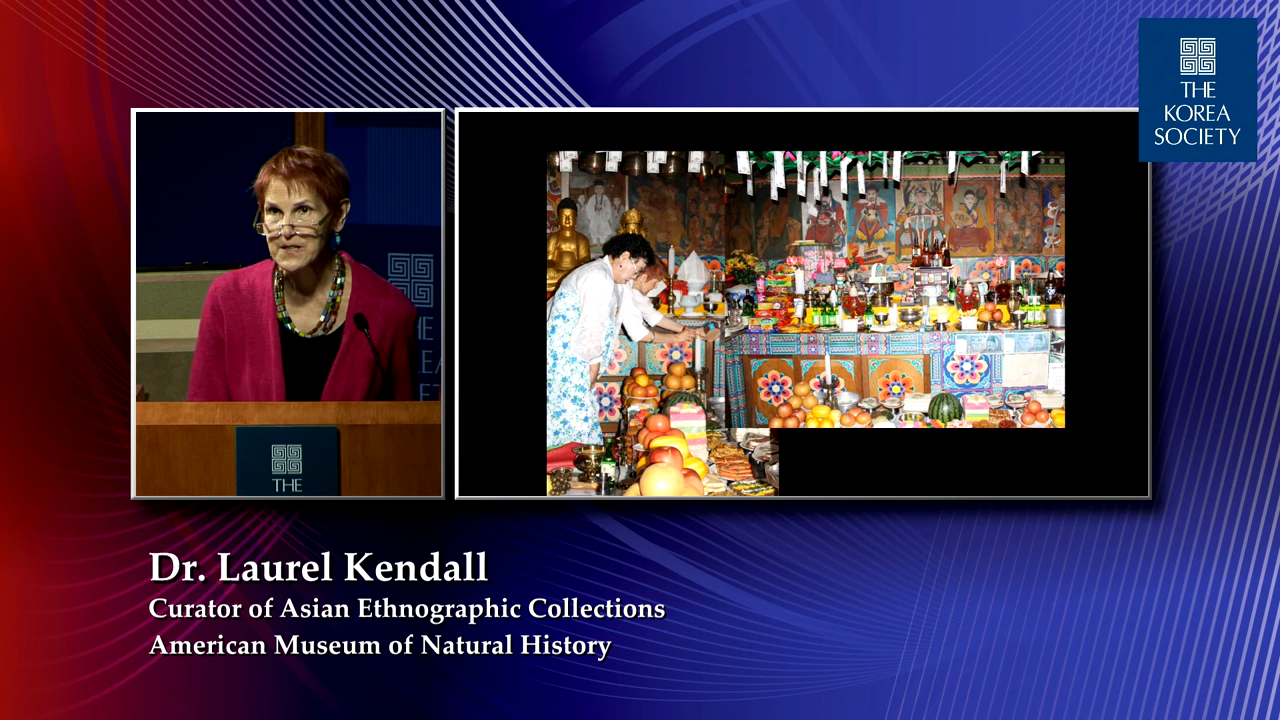 THE
KOREA
SOCIETY
THE
Dr. Laurel Kendall
Curator of Asian Ethnographic Collections
American Museum of Natural History